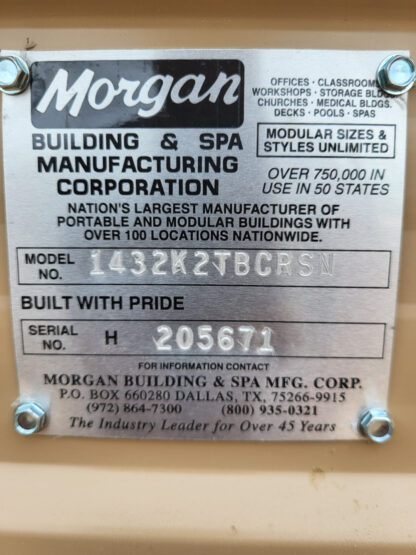 Morgan
OFFICES · CLASSROOMS
WORKSHOPS · STORAGE BLDGS
CHURCHES · MEDICAL BLDGS.
DECKS · POOLS · SPAS
BUILDING & SPA
MANUFACTURING
CORPORATION
MODULAR SIZES &
STYLES UNLIMITED
OVER 750,000 IN
USE IN 50 STATES
NATION'S LARGEST MANUFACTURER OF
PORTABLE AND MODULAR BUILDINGS WITH
OVER 100 LOCATIONS NATIONWIDE.
MODEL NO. 1432K2TBCRSN
BUILT WITH PRIDE
SERIAL NO. H 205671
FOR INFORMATION CONTACT
MORGAN BUILDING & SPA MFG. CORP.
P.O. BOX 660280 DALLAS, TX, 75266-9915
(972) 864-7300 (800) 935-0321
The Industry Leader for Over 45 Years